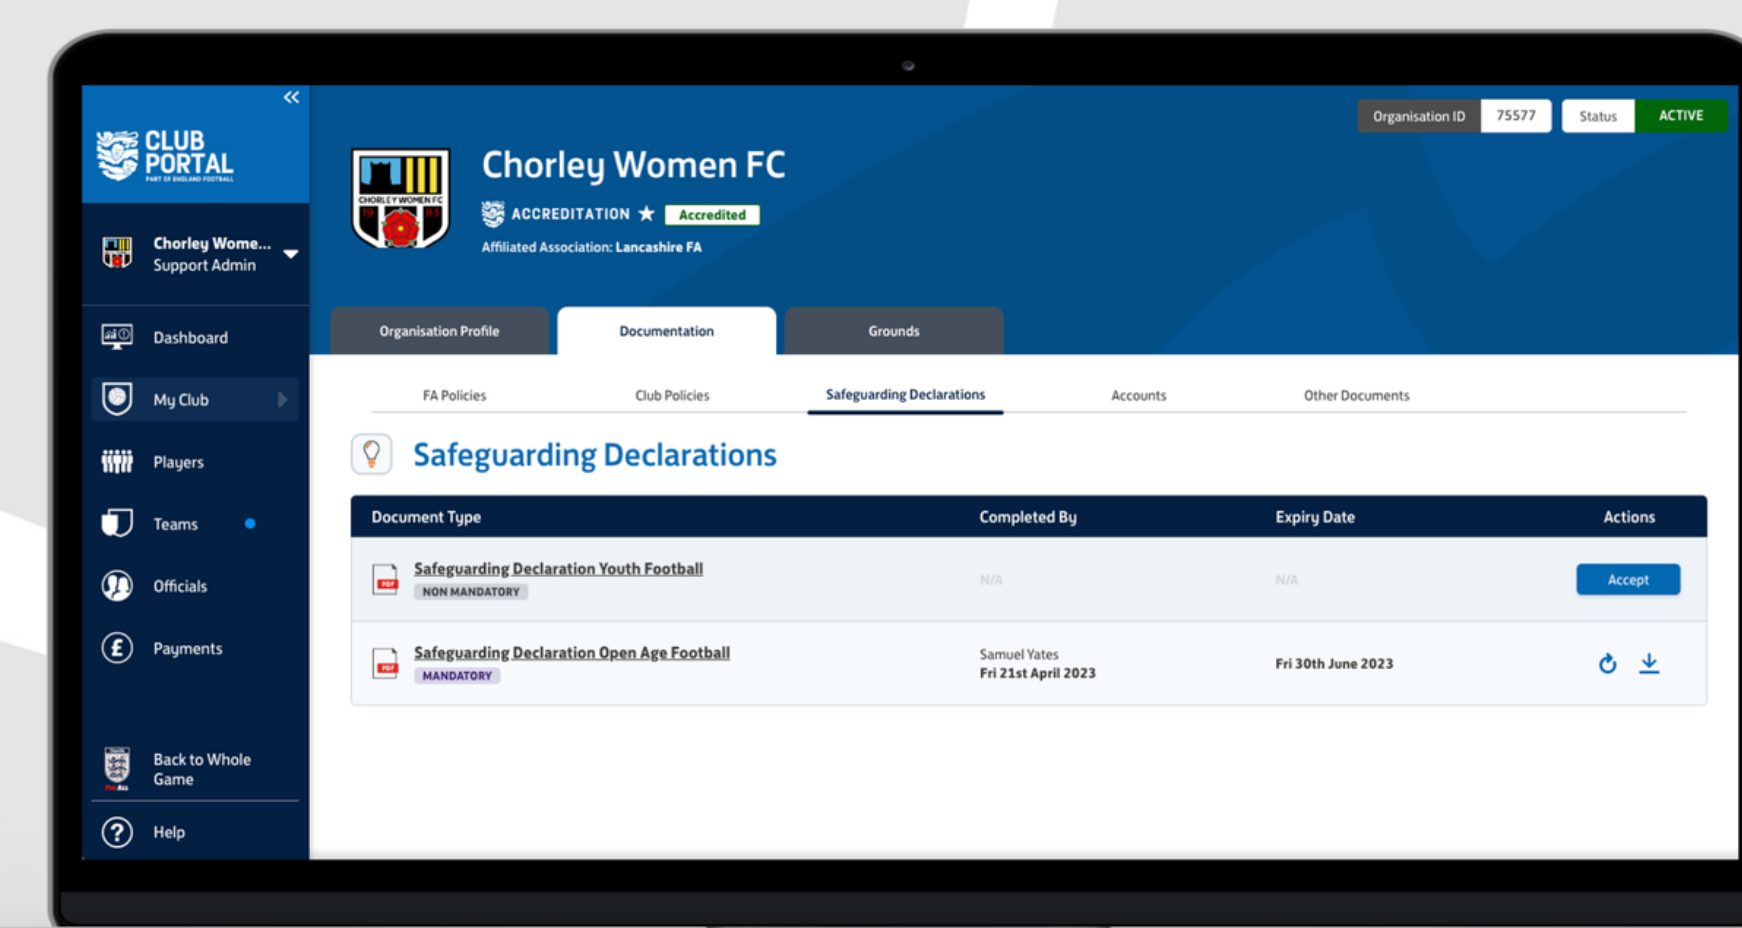 «
CLUB
PORTAL
PART OF ENGLAND FOOTBALL
Organisation ID 75577 Status ACTIVE
Chorley Women FC
CHORLEY WOMEN FC
19 83
ACCREDITATION ★ Accredited
Affiliated Association: Lancashire FA
Chorley Wome...
Support Admin
Dashboard
My Club
Players
Teams
Officials
£ Payments
Back to Whole
Game
? Help
Organisation Profile Documentation Grounds
FA Policies Club Policies Safeguarding Declarations Accounts Other Documents
Safeguarding Declarations
Document Type Completed By Expiry Date Actions
PDF Safeguarding Declaration Youth Football N/A N/A Accept
NON MANDATORY
PDF Safeguarding Declaration Open Age Football
MANDATORY
Samuel Yates
Fri 21st April 2023
Fri 30th June 2023